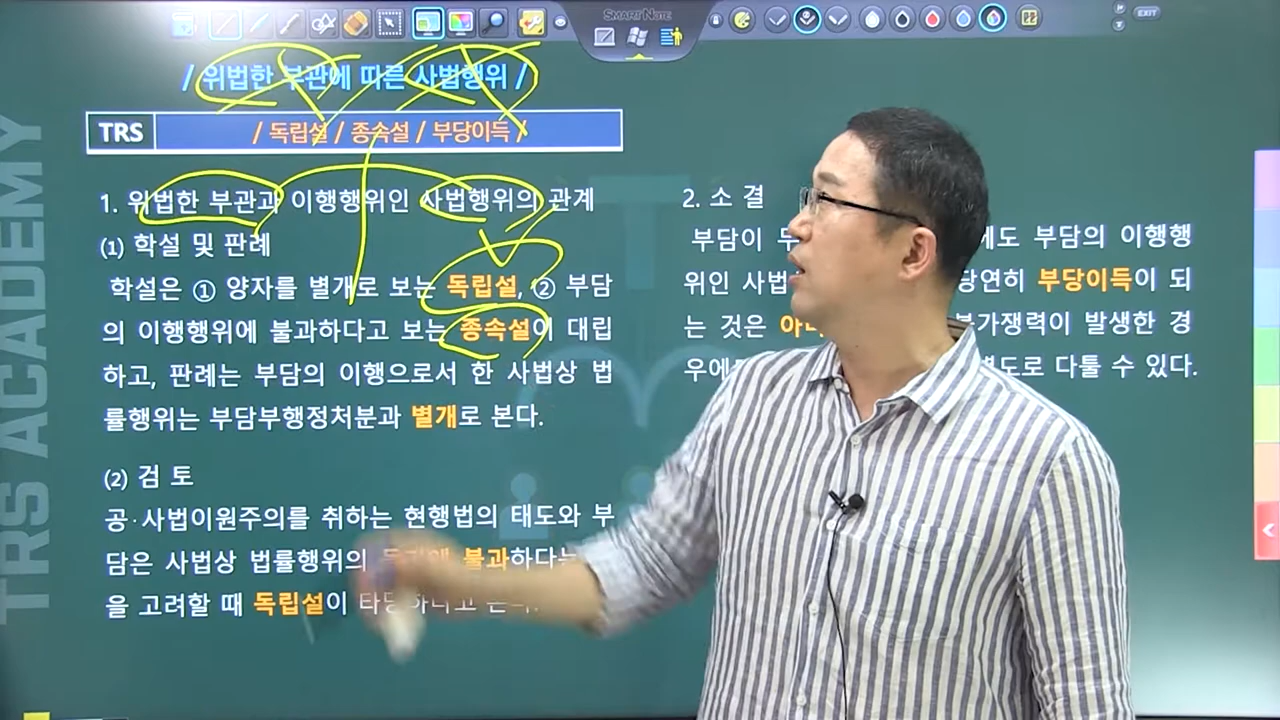 SMART NOTE
EXIT
/ 위법한 부관에 따른 사법행위 /
TRS
/ 독립설 / 종속설 / 부당이득 /
1. 위법한 부관과 이행행위인 사법행위의 관계
(1) 학설 및 판례
학설은 ① 양자를 별개로 보는 독립설, ② 부담
의 이행행위에 불과하다고 보는 종속설이 대립
하고, 판례는 부담의 이행으로서 한 사법상 법
률행위는 부담부행정처분과 별개로 본다.
(2) 검 토
공·사법이원주의를 취하는 현행법의 태도와 부
담은 사법상 법률행위의 불과하다는
을 고려할 때 독립설이
2. 소 결
부담이 부담의 이행행
위인 당연히 부당이득이 되
는 것은 불가쟁력이 발생한 경
별도로 다툴 수 있다.
TRS ACADEMY